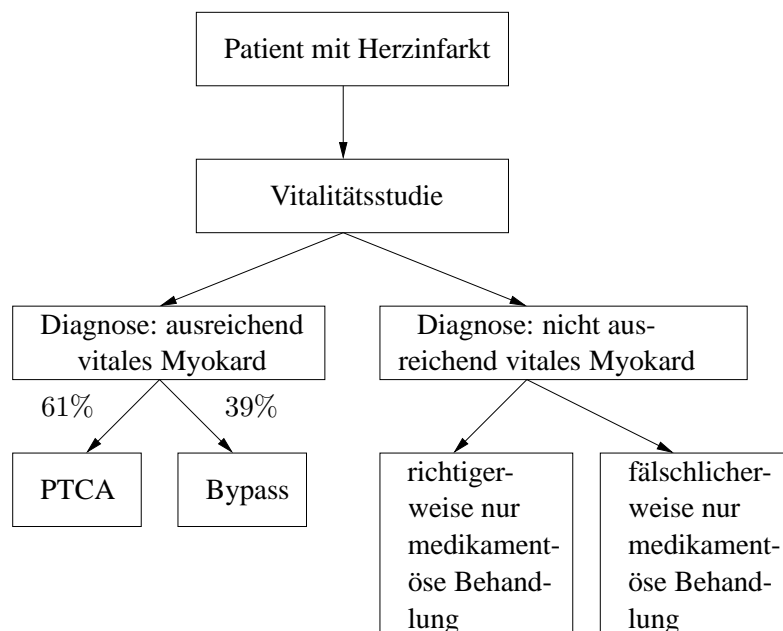 Patient mit Herzinfarkt
Vitalitätsstudie
Diagnose: ausreichend
vitales Myokard
Diagnose: nicht aus-
reichend vitales Myokard
61%
39%
PTCA
Bypass
richtiger-
weise nur
medikament-
öse Behand-
lung
fälschlicher-
weise nur
medikament-
öse Behand-
lung